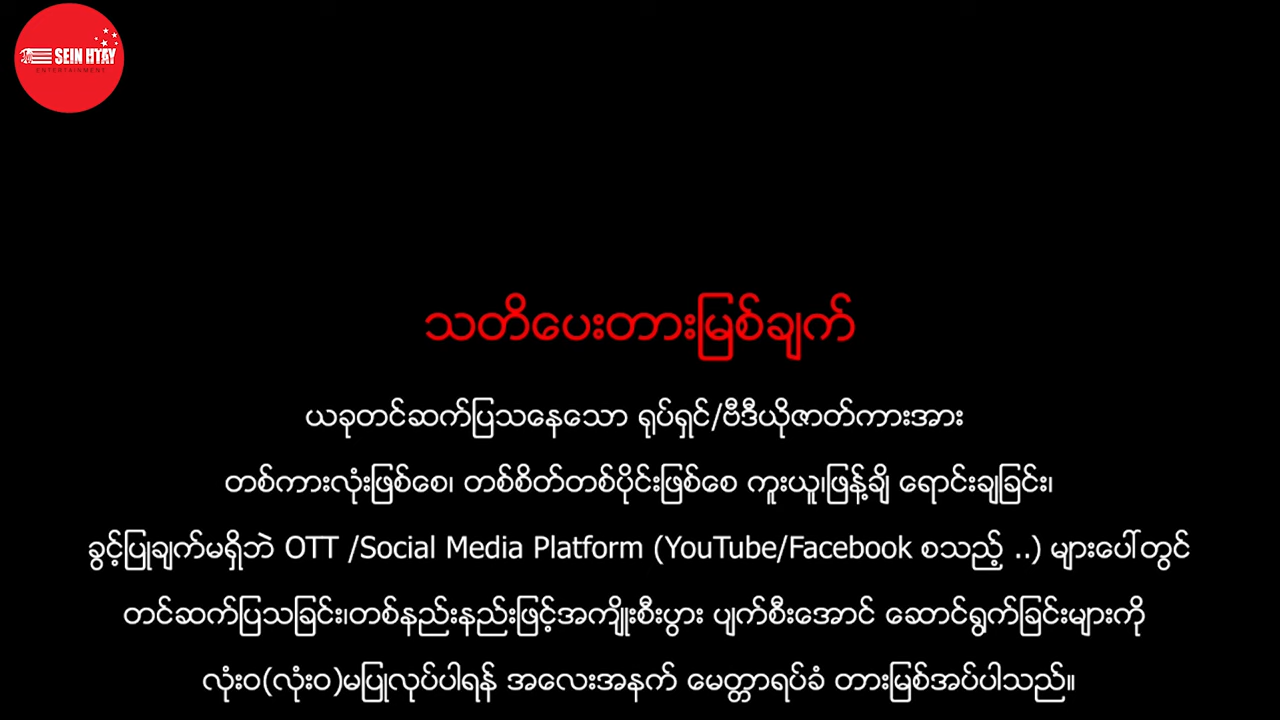 SEIN HTAY
ENTERTAINMENT
သတိပေးတားမြစ်ချက်
ယခုတင်ဆက်ပြသနေသော ရုပ်ရှင်/ဗီဒီယိုဇာတ်ကားအား
တစ်ကားလုံးဖြစ်စေ၊ တစ်စိတ်တစ်ပိုင်းဖြစ်စေ ကူးယူ၊ဖြန့်ချိ ရောင်းချခြင်း၊
ခွင့်ပြုချက်မရှိဘဲ OTT /Social Media Platform (YouTube/Facebook စသည့် ..) များပေါ်တွင်
တင်ဆက်ပြသခြင်း၊တစ်နည်းနည်းဖြင့်အကျိုးစီးပွား ပျက်စီးအောင် ဆောင်ရွက်ခြင်းများကို
လုံးဝ(လုံးဝ)မပြုလုပ်ပါရန် အလေးအနက် မေတ္တာရပ်ခံ တားမြစ်အပ်ပါသည်။